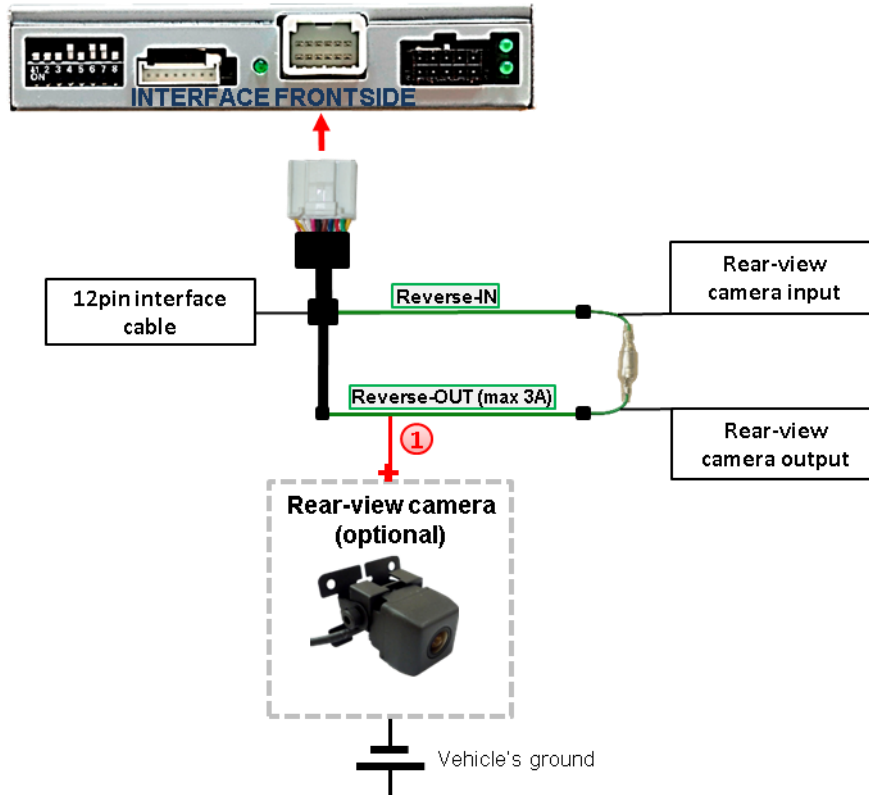 1 2 3 4 5 6 7 8
ON
INTERFACE FRONTSIDE
12pin interface
cable
Reverse-IN
Rear-view
camera input
Reverse-OUT (max 3A)
1
Rear-view
camera output
Rear-view camera
(optional)
Vehicle's ground